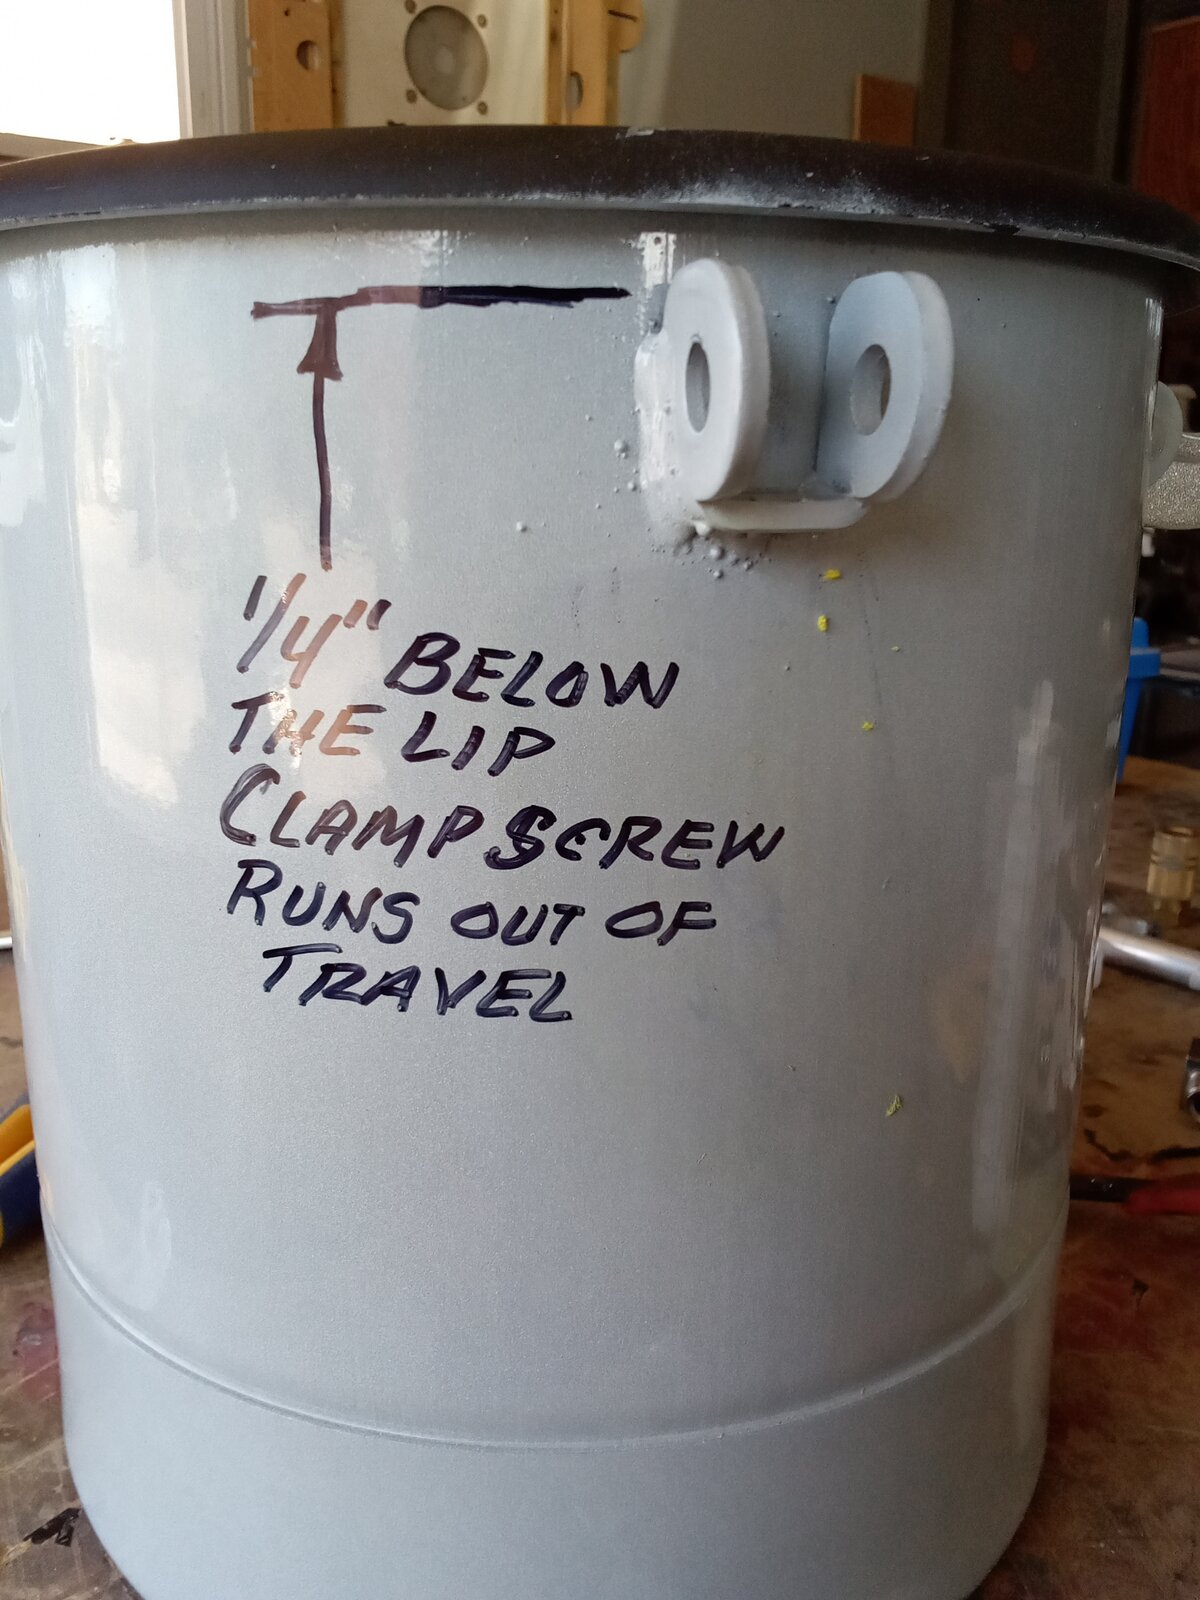 1/4" BELOW
THE LIP
CLAMP SCREW
RUNS OUT OF
TRAVEL